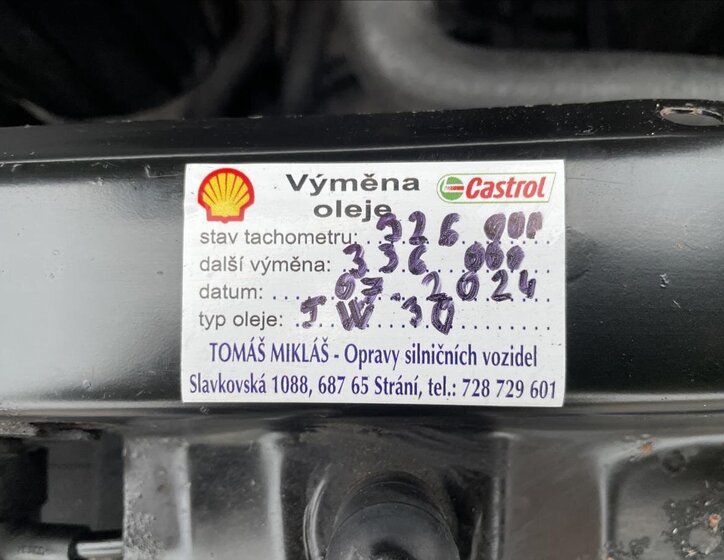 Výměna Castrol
oleje
stav tachometru: 326 000
další výměna: 336 000
datum: 07. 2024
typ oleje: 5W30
TOMÁŠ MIKLÁŠ - Opravy silničních vozidel
Slavkovská 1088, 687 65 Strání, tel.: 728 729 601